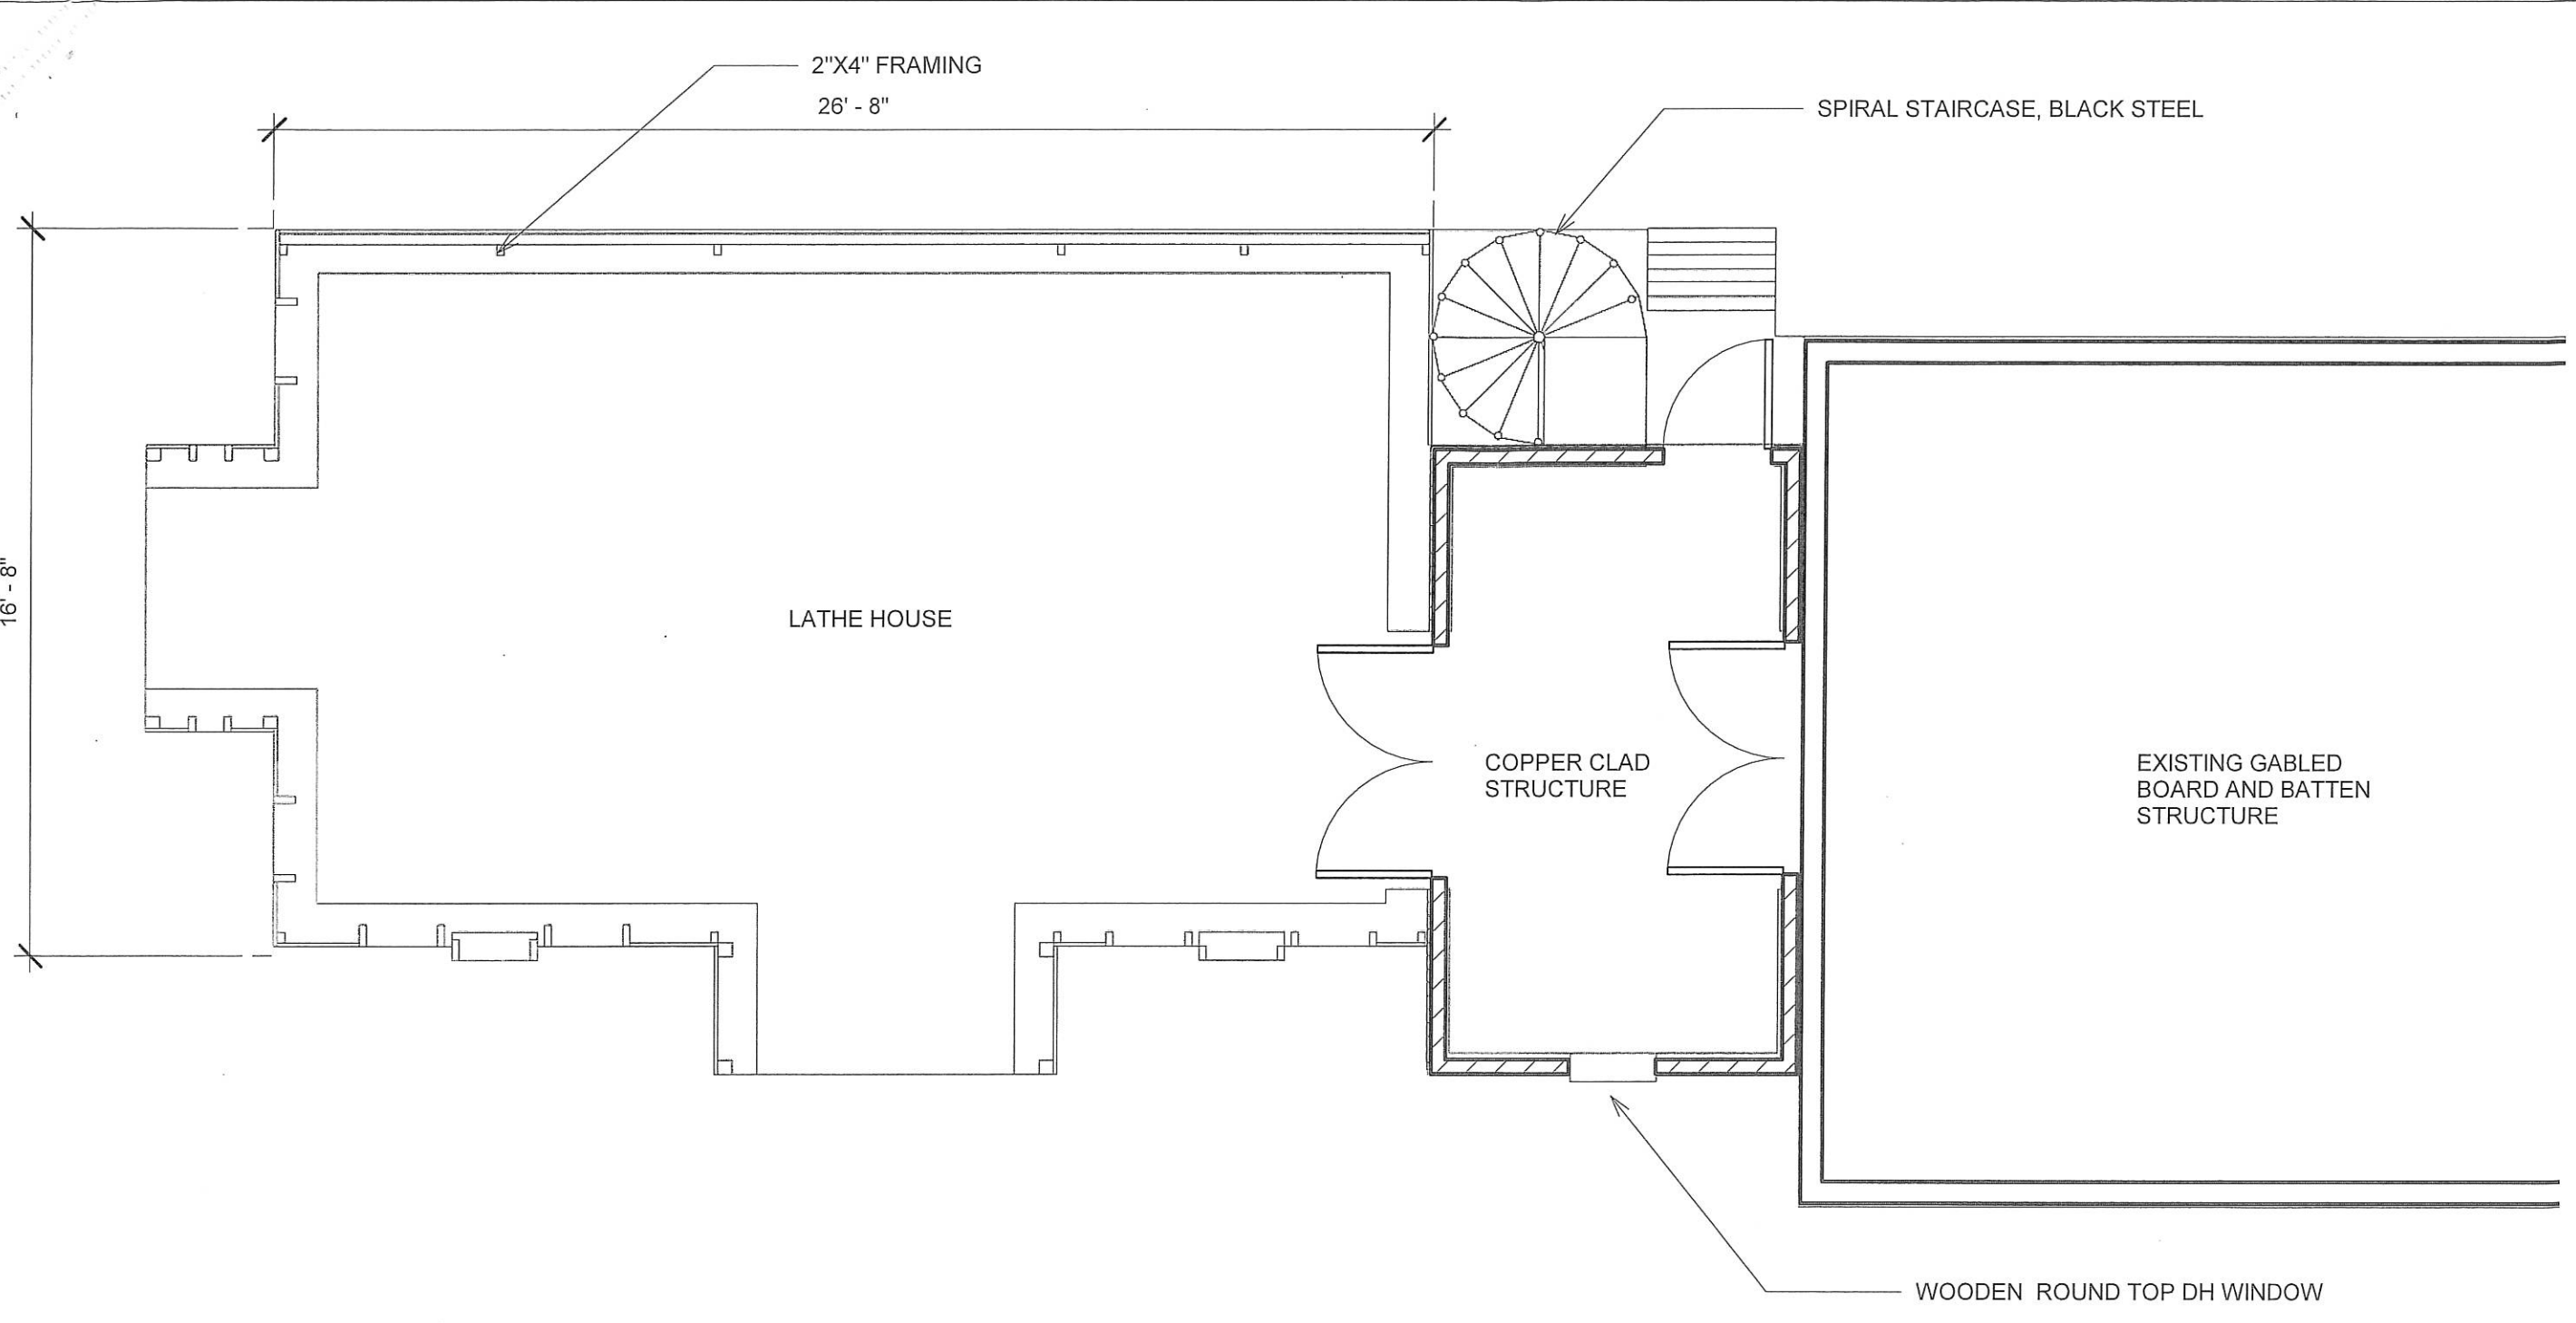 2"X4" FRAMING
26' - 8"
SPIRAL STAIRCASE, BLACK STEEL
16' - 8"
LATHE HOUSE
COPPER CLAD
STRUCTURE
EXISTING GABLED
BOARD AND BATTEN
STRUCTURE
WOODEN  ROUND TOP DH WINDOW